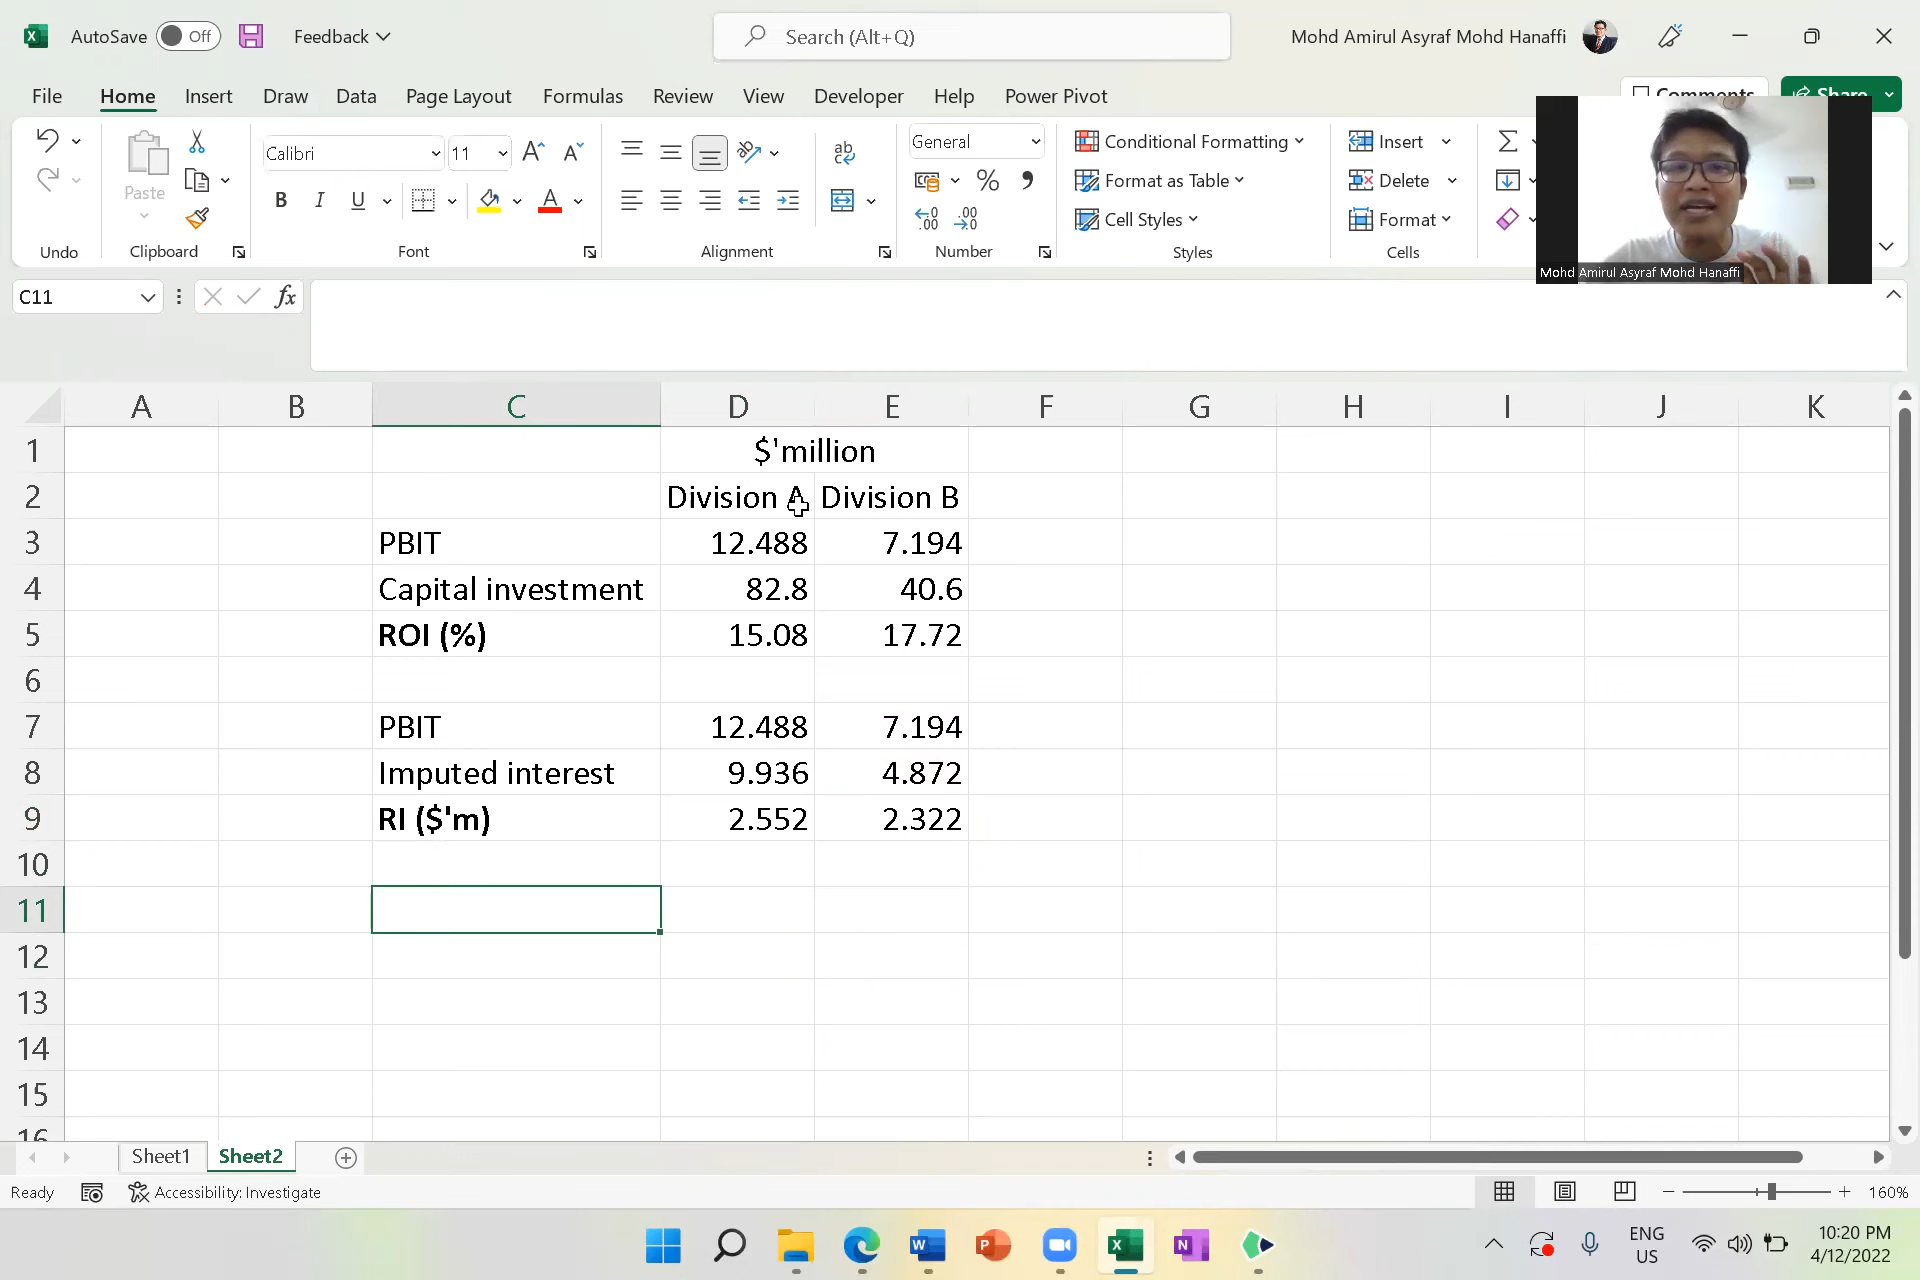 AutoSave Off Feedback Search (Alt+Q) Mohd Amirul Asyraf Mohd Hanaffi
File Home Insert Draw Data Page Layout Formulas Automate Review View Developer Help Power Pivot Comments Share
Calibri 11 General Conditional Formatting Insert
Paste Format as Table Delete
B I U A Cell Styles Format
Undo Clipboard Font Alignment Number Styles Cells
Mohd Amirul Asyraf Mohd Hanaffi
C11 fx
A B C D E F G H I J K
1 $'million
2 Division A Division B
3 PBIT 12.488 7.194
4 Capital investment 82.8 40.6
5 ROI (%) 15.08 17.72
6
7 PBIT 12.488 7.194
8 Imputed interest 9.936 4.872
9 RI ($'m) 2.552 2.322
10
11
12
13
14
15
16
Sheet1 Sheet2
Ready Accessibility: Investigate 160%
ENG
US
10:20 PM
4/12/2022